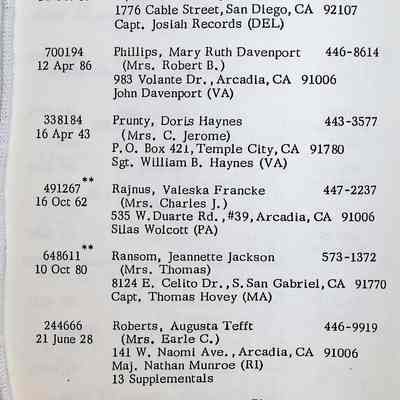 1776 Cable Street, San Diego, CA 92107
Capt. Josiah Records (DEL)
700194 Phillips, Mary Ruth Davenport 446-8614
12 Apr 86 (Mrs. Robert B.)
983 Volante Dr., Arcadia, CA 91006
John Davenport (VA)
338184 Prunty, Doris Haynes 443-3577
16 Apr 43 (Mrs. C. Jerome)
P.O. Box 421, Temple City, CA 91780
Sgt. William B. Haynes (VA)
491267** Rajnus, Valeska Francke 447-2237
16 Oct 62 (Mrs. Charles J.)
535 W. Duarte Rd., #39, Arcadia, CA 91006
Silas Wolcott (PA)
648611** Ransom, Jeannette Jackson 573-1372
10 Oct 80 (Mrs. Thomas)
8124 E. Celito Dr., S. San Gabriel, CA 91770
Capt. Thomas Hovey (MA)
244666 Roberts, Augusta Tefft 446-9919
21 June 28 (Mrs. Earle C.)
141 W. Naomi Ave., Arcadia, CA 91006
Maj. Nathan Munroe (RI)
13 Supplementals